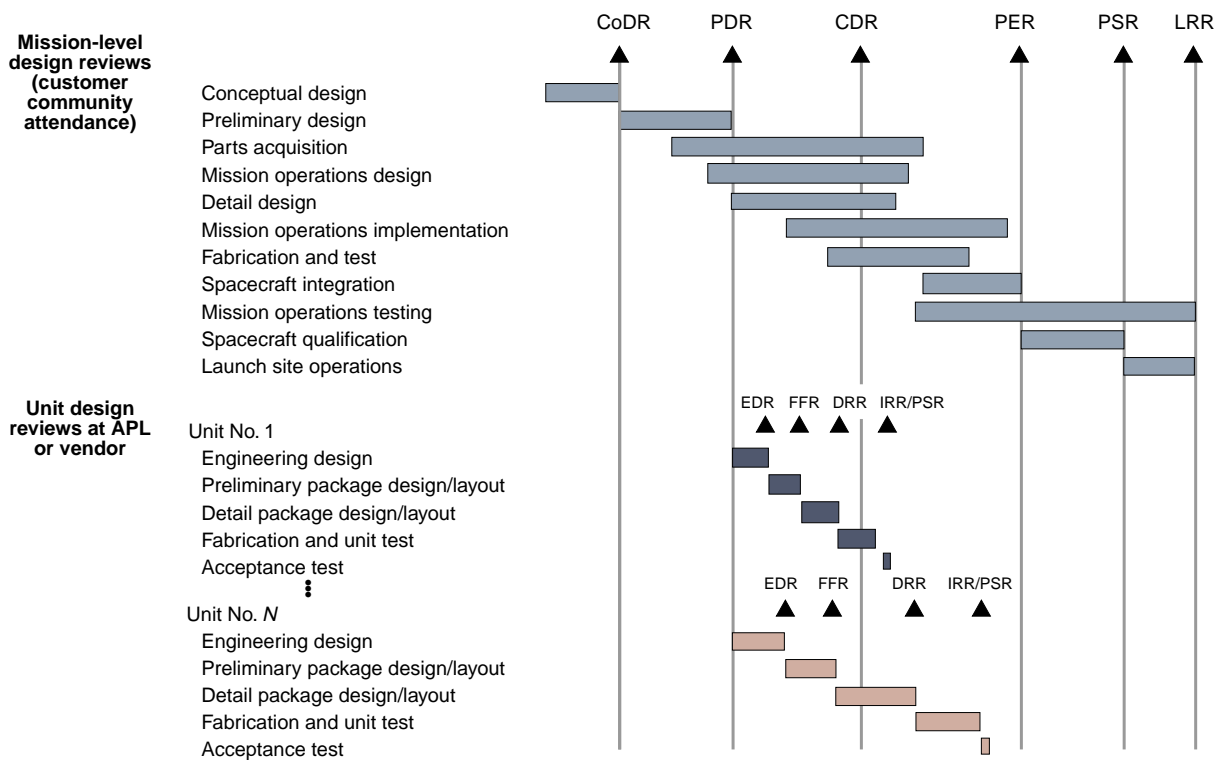 CoDR PDR CDR PER PSR LRR
Mission-level
design reviews
(customer
community
attendance)
Conceptual design
Preliminary design
Parts acquisition
Mission operations design
Detail design
Mission operations implementation
Fabrication and test
Spacecraft integration
Mission operations testing
Spacecraft qualification
Launch site operations
Unit design
reviews at APL
or vendor
EDR FFR DRR IRR/PSR
Unit No. 1
Engineering design
Preliminary package design/layout
Detail package design/layout
Fabrication and unit test
Acceptance test
EDR FFR DRR IRR/PSR
Unit No. N
Engineering design
Preliminary package design/layout
Detail package design/layout
Fabrication and unit test
Acceptance test